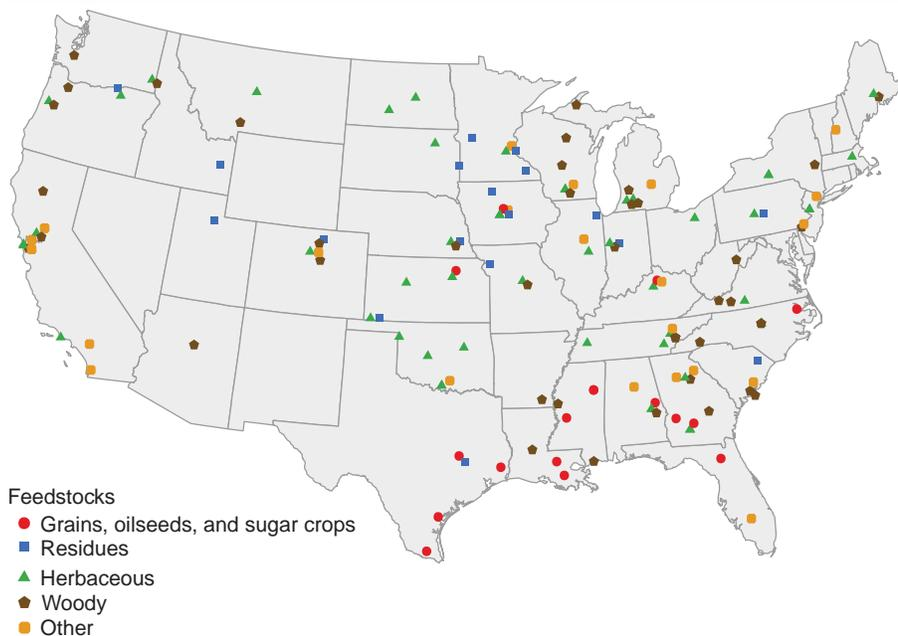 Feedstocks
Grains, oilseeds, and sugar crops
Residues
Herbaceous
Woody
Other